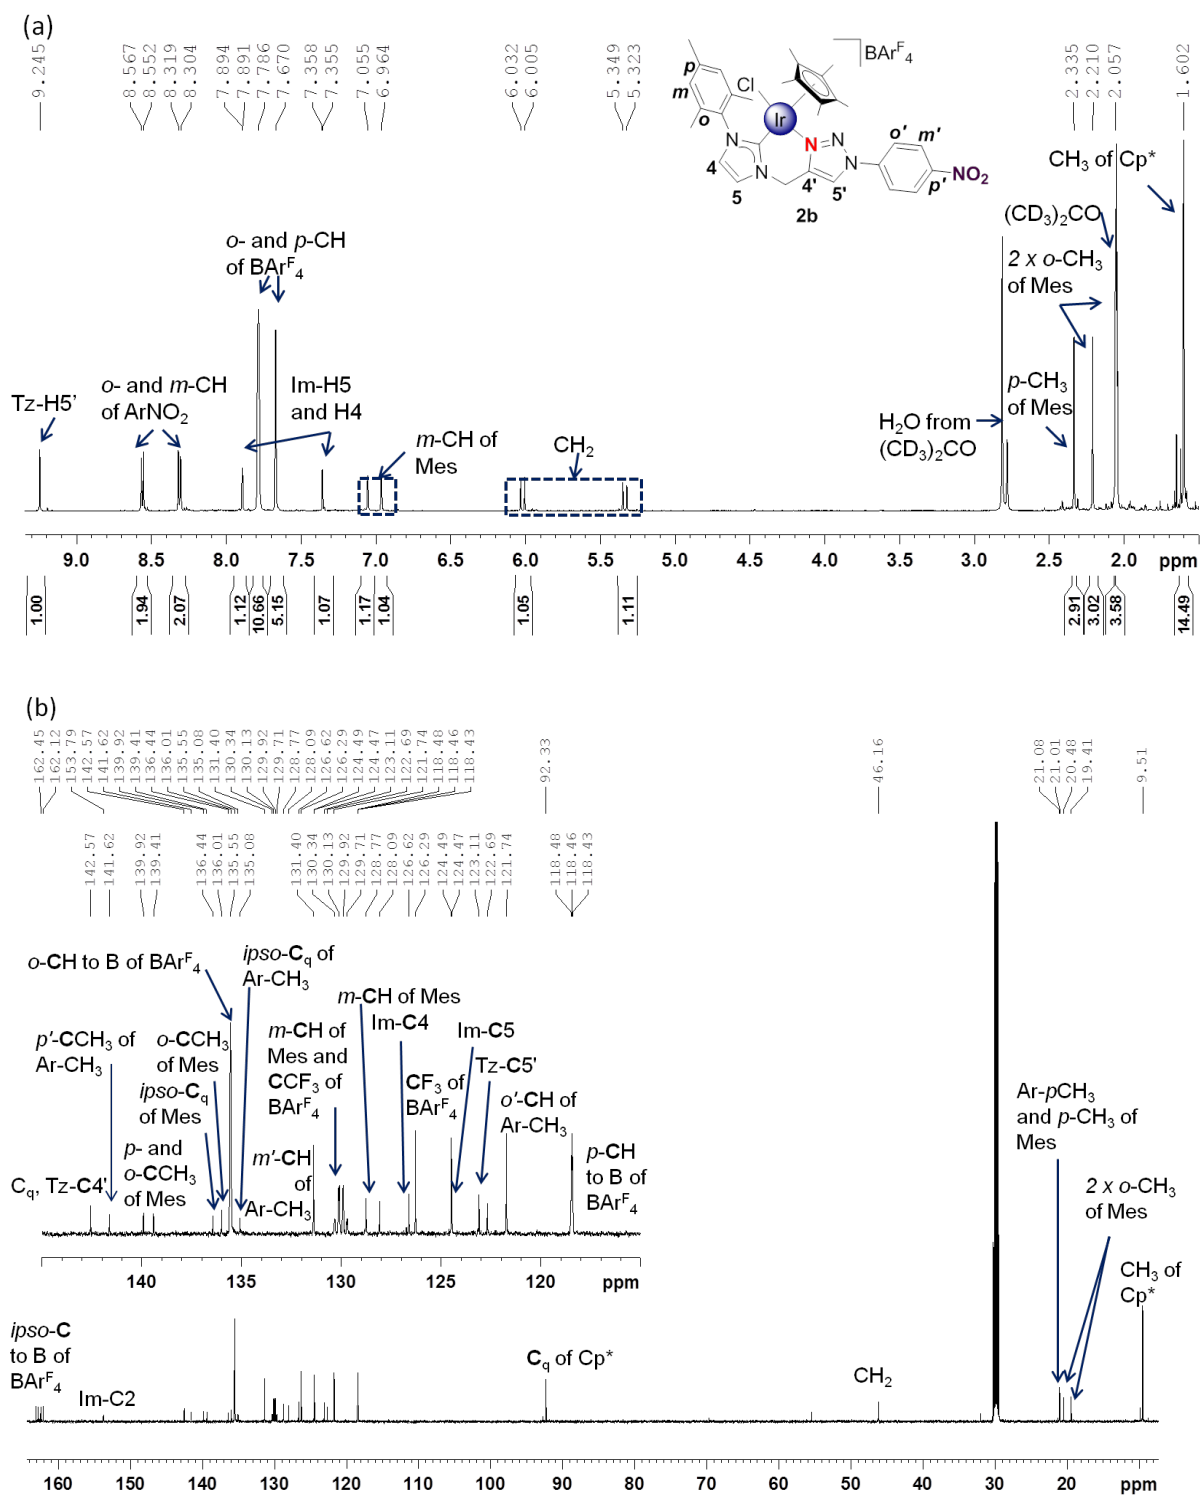 (a)
9.245
8.567
8.552
8.319
8.304
7.894
7.891
7.786
7.670
7.358
7.355
7.055
6.964
6.032
6.005
5.349
5.323
2.335
2.210
2.057
1.602
BArF4
p
m
o
Cl
Ir
N
N
N
N
N
4
5
4'
5'
o'
m'
p'
NO2
2b
CH3 of Cp*
(CD3)2CO
2 x o-CH3
of Mes
p-CH3
of Mes
H2O from
(CD3)2CO
o- and p-CH
of BArF4
Tz-H5'
o- and m-CH
of ArNO2
Im-H5
and H4
m-CH of
Mes
CH2
9.0 8.5 8.0 7.5 7.0 6.5 6.0 5.5 5.0 4.5 4.0 3.5 3.0 2.5 2.0 ppm
1.00
1.94
2.07
1.12
10.66
5.15
1.07
1.17
1.04
1.05
1.11
2.91
3.02
3.58
14.49
(b)
162.45
162.12
153.79
142.57
141.62
139.92
139.41
136.44
136.01
135.55
135.08
131.40
130.34
130.13
129.92
129.71
128.77
128.09
126.62
126.29
124.49
124.47
123.11
122.69
121.74
118.48
118.46
118.43
92.33
46.16
21.08
21.01
20.48
19.41
9.51
142.57
141.62
139.92
139.41
136.44
136.01
135.55
135.08
131.40
130.34
130.13
129.92
129.71
128.77
128.09
126.62
126.29
124.49
124.47
123.11
122.69
121.74
118.48
118.46
118.43
o-CH to B of BArF4
ipso-Cq of
Ar-CH3
p'-CCH3 of
Ar-CH3
o-CCH3
of Mes
ipso-Cq
of Mes
p- and
o-CCH3
of Mes
Cq, Tz-C4'
m-CH of
Mes and
CCF3 of
BArF4
m'-CH
of
Ar-CH3
m-CH of Mes
Im-C4
CF3 of
BArF4
Im-C5
Tz-C5'
o'-CH of
Ar-CH3
p-CH
to B of
BArF4
140 135 130 125 120 ppm
ipso-C
to B of
BArF4
Im-C2
Cq of Cp*
CH2
Ar-pCH3
and p-CH3 of
Mes
2 x o-CH3
of Mes
CH3 of
Cp*
160 150 140 130 120 110 100 90 80 70 60 50 40 30 20 ppm